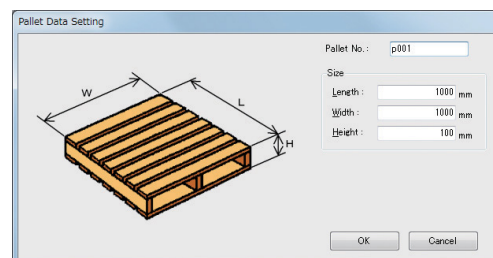 Pallet Data Setting
Pallet No. : p001
Size
W
L
Length : 1000 mm
Width : 1000 mm
H
Height : 100 mm
OK Cancel